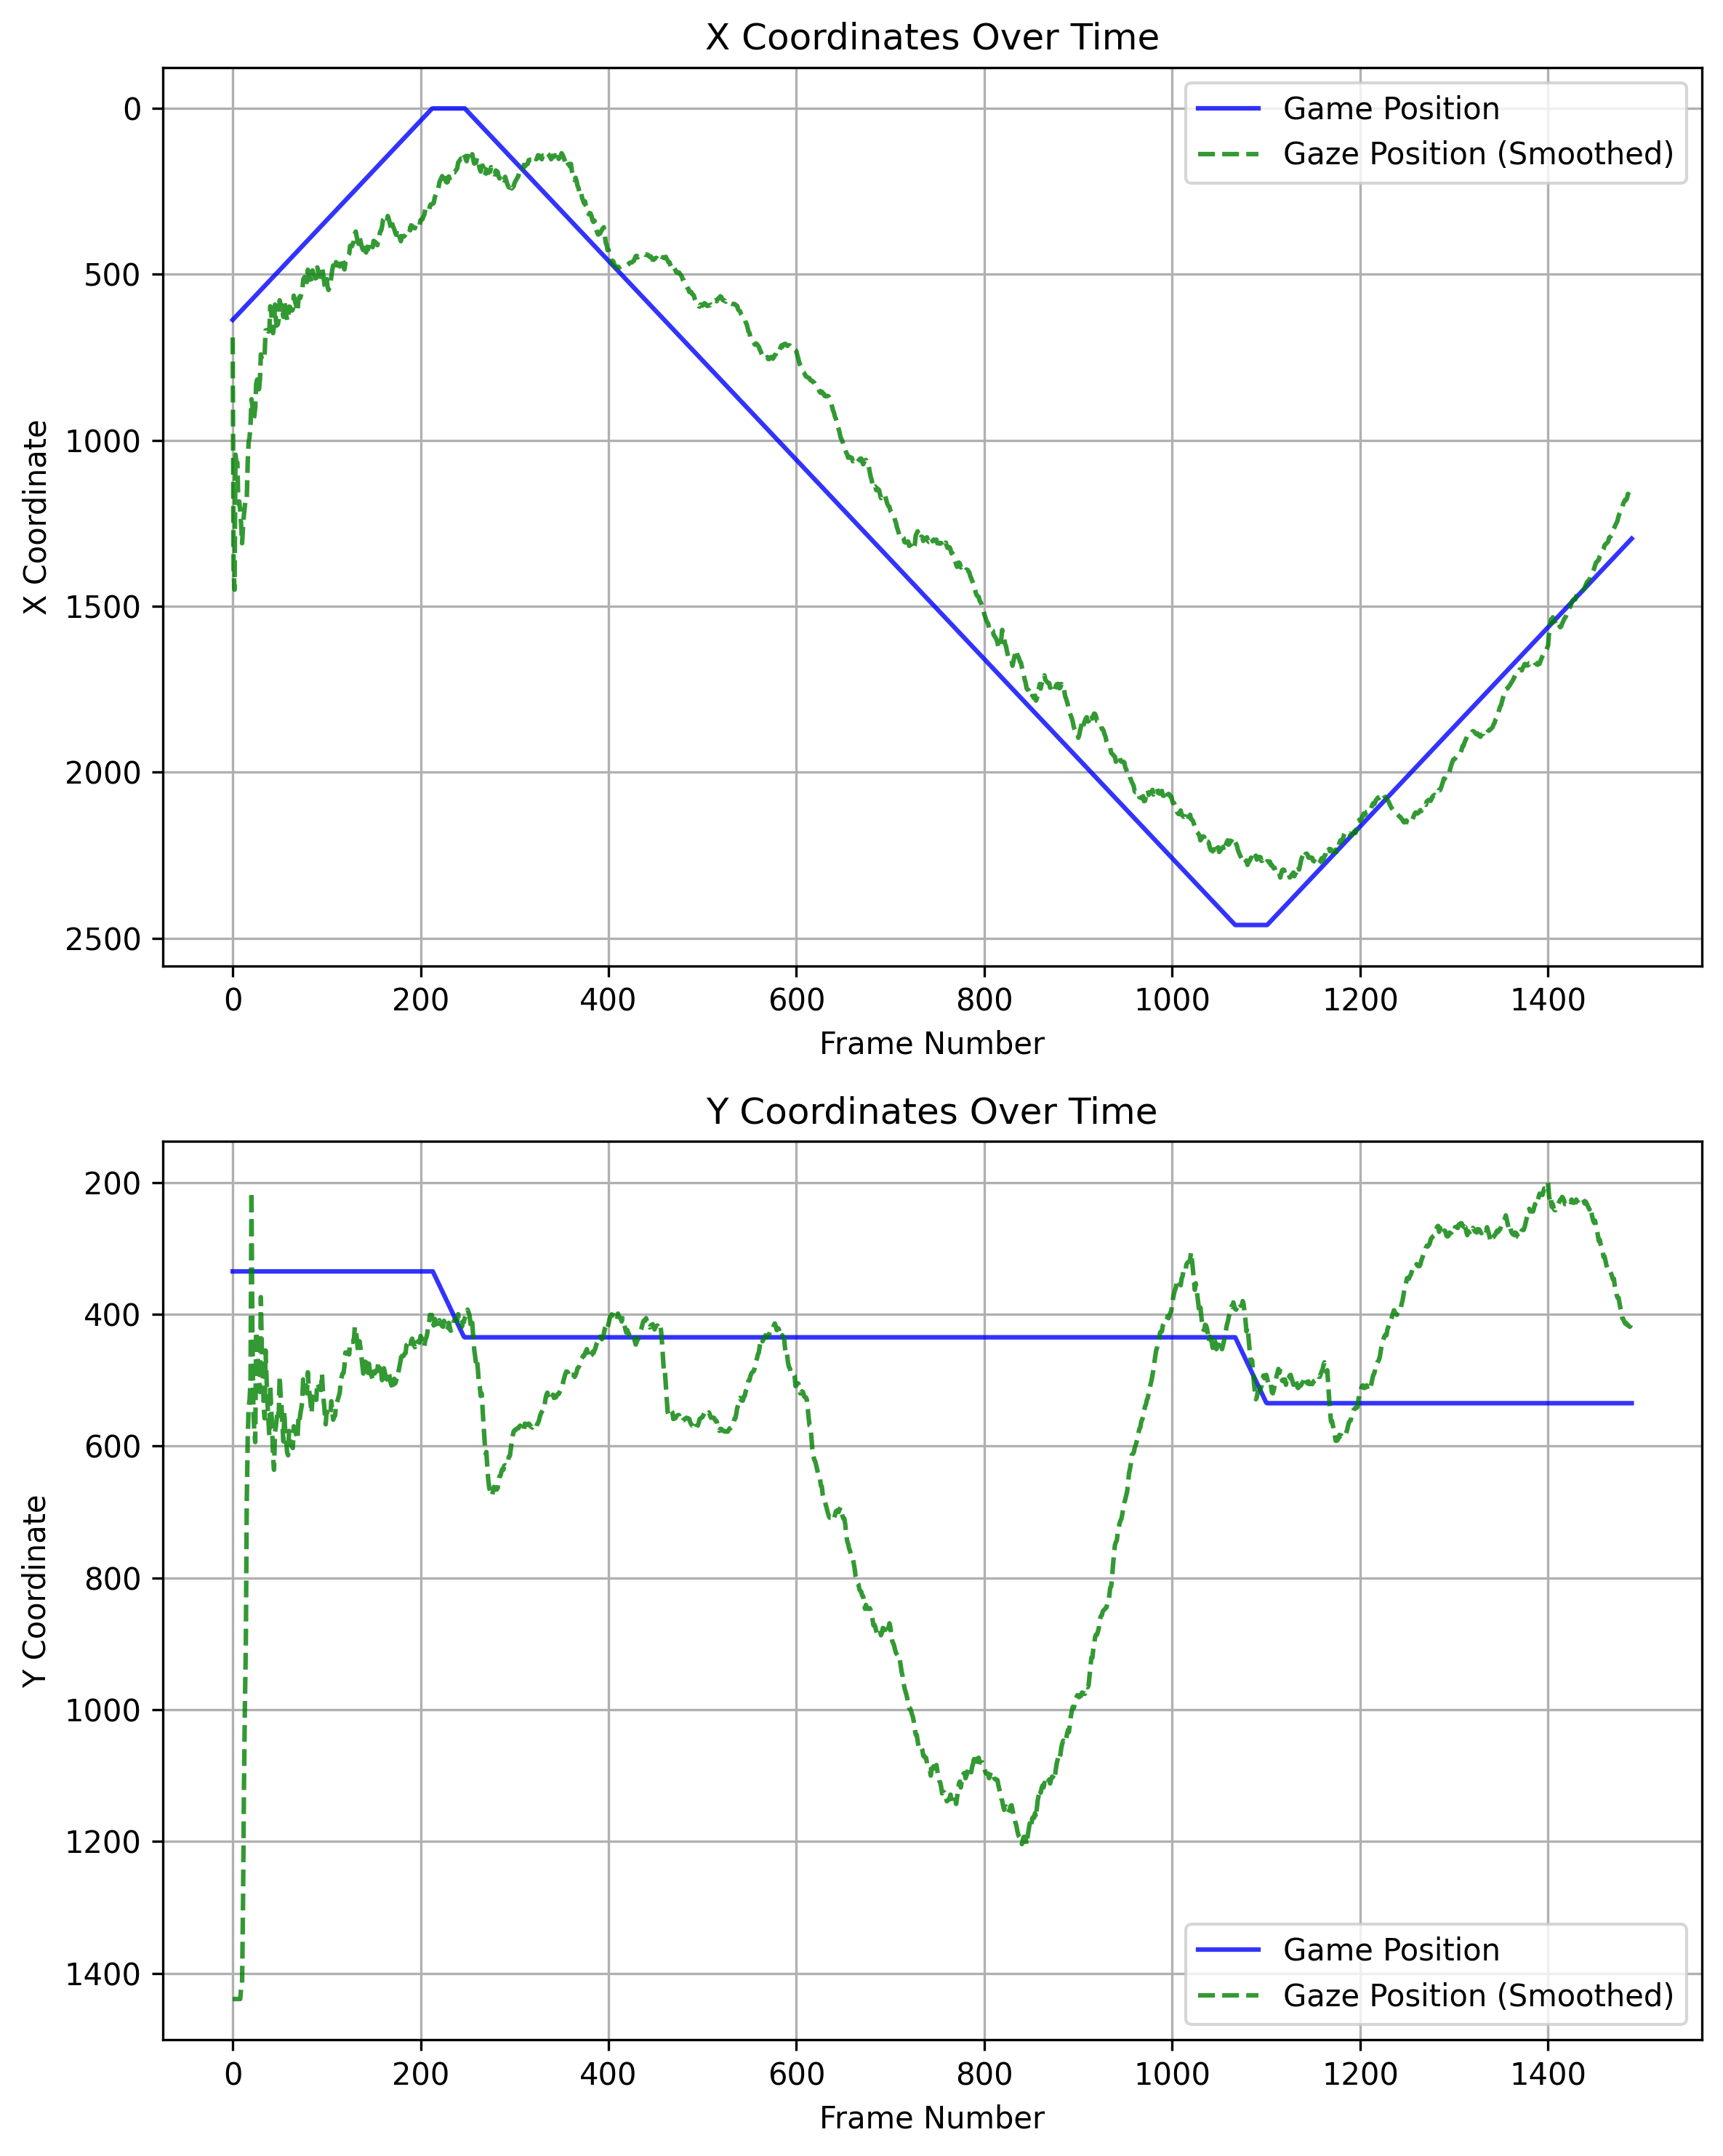 X Coordinates Over Time
Game Position
Gaze Position (Smoothed)
X Coordinate
0
500
1000
1500
2000
2500
0 200 400 600 800 1000 1200 1400
Frame Number
Y Coordinates Over Time
Y Coordinate
200
400
600
800
1000
1200
1400
Game Position
Gaze Position (Smoothed)
0 200 400 600 800 1000 1200 1400
Frame Number